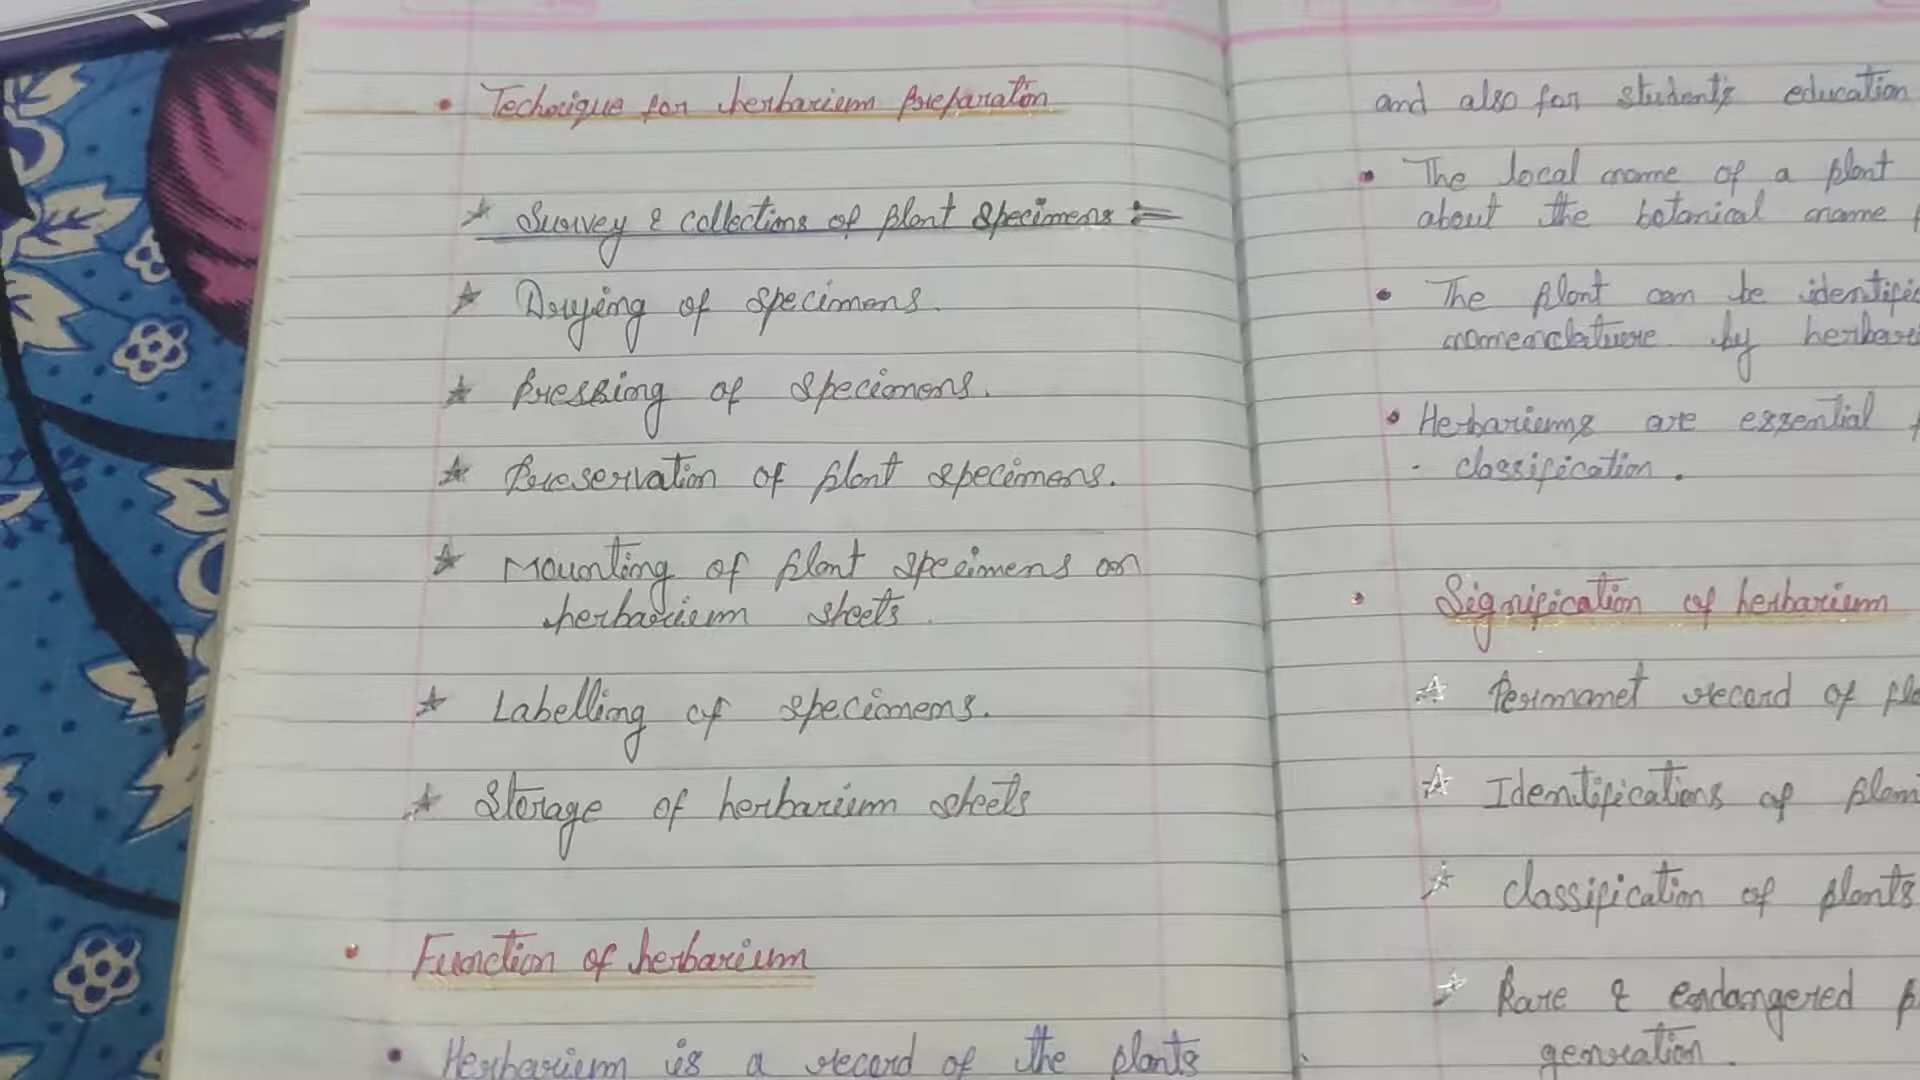 Technique for herbarium Preparaton
Survey & collections of plant specimens :=
Drying of specimens.
Pressing of specimens.
Preservation of plant specimens.
Mounting of plant specimens on
herbarium sheets.
Labelling of specimens.
Storage of herbarium sheets
Function of herbarium
Herbarium is a record of the plants
and also for students education
The local name of a plant
about the botanical name
The plant can be
nomenclature by
Herbariums are essential
classification.
Signification of herbarium
Permanet record of
Identifications of
classification of plants
Rare & endangered
generation.